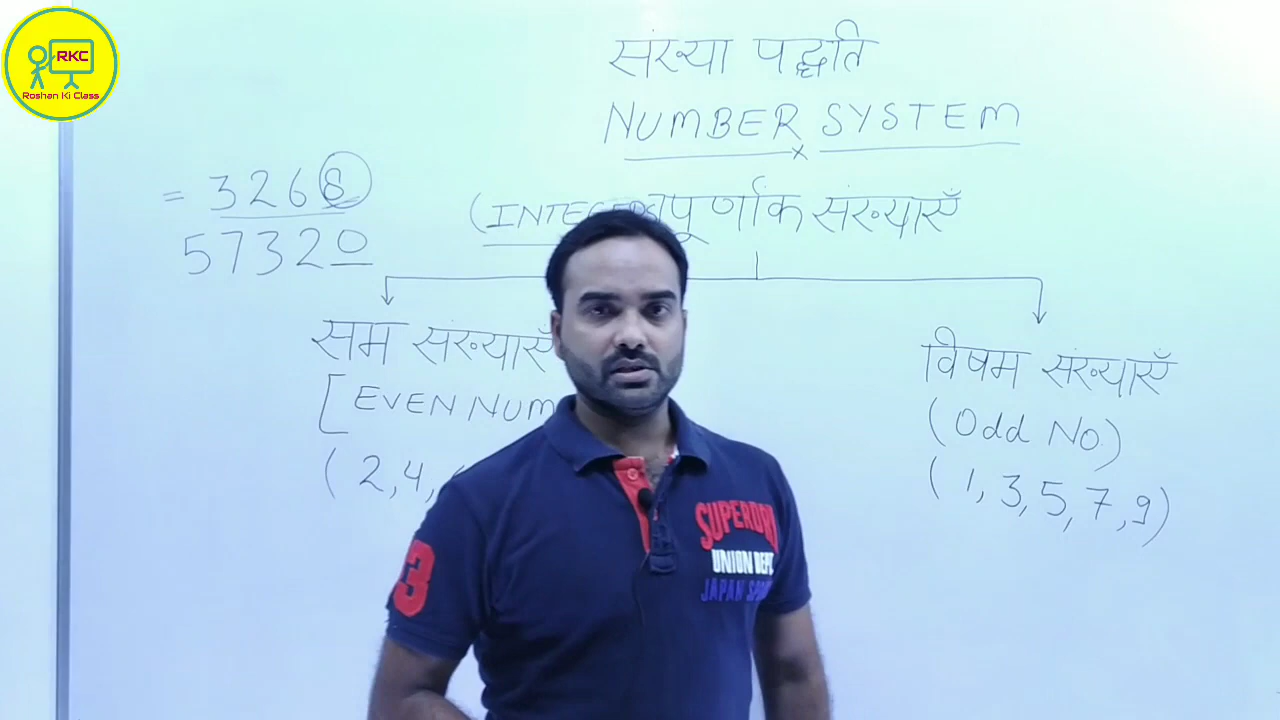 RKC
Roshan Ki Class
संख्या पद्धति
NUMBER SYSTEM
x
= 3268
57320
(INTEGERS) पूर्णांक संख्याएँ
सम संख्याएँ
[EVEN NUM
(2,4,
विषम संख्याएँ
(Odd No.)
(1, 3, 5, 7, 9)
SUPERDRY
UNION DEPT
JAPAN
3